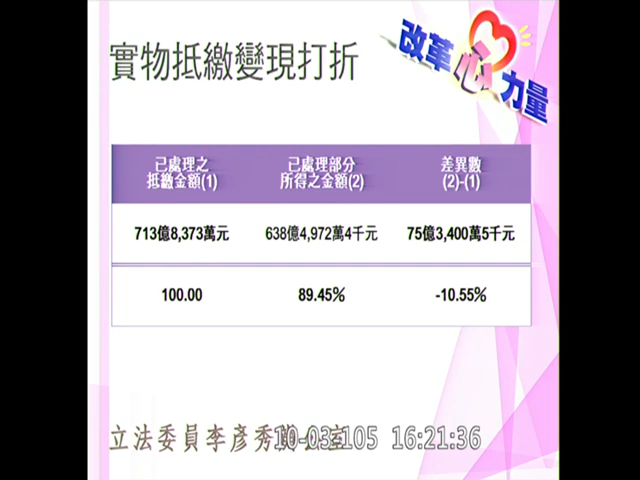 實物抵繳變現打折
改革心力量
已處理之
抵繳金額(1)
已處理部分
所得之金額(2)
差異數
(2)-(1)
713億8,373萬元
638億4,972萬4千元
75億3,400萬5千元
100.00
89.45%
-10.55%
立法委員李彥秀
10-03-105 16:21:36